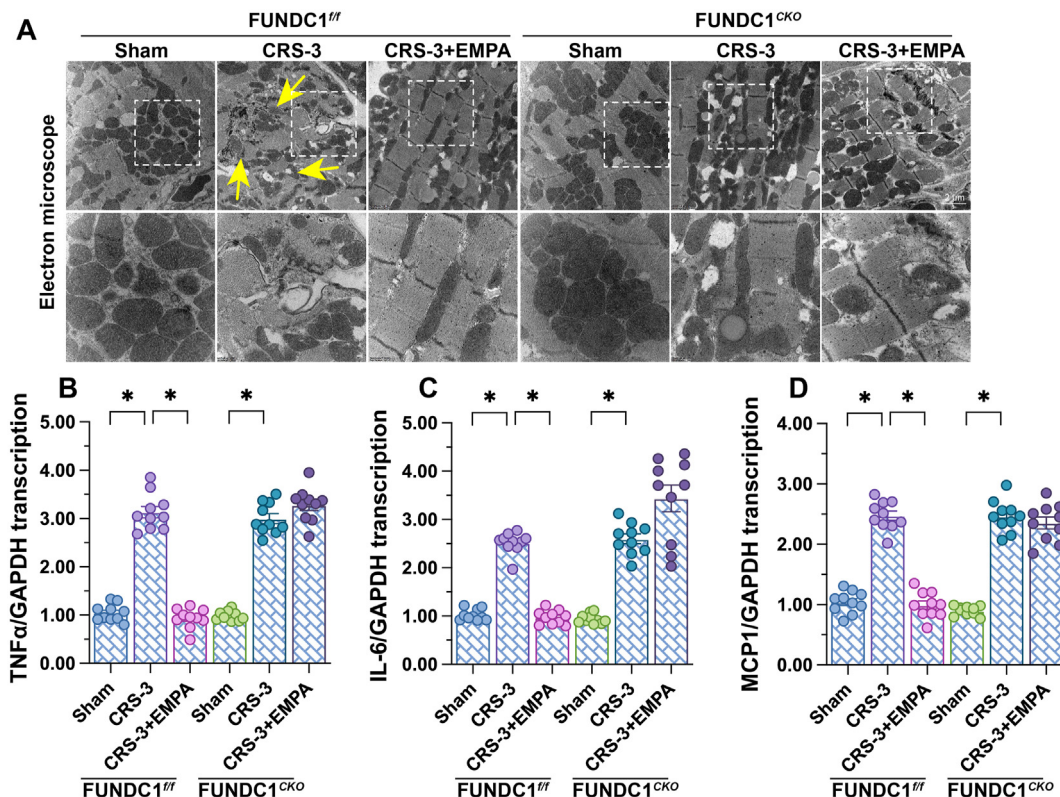 A
FUNDC1f/f
FUNDC1CKO
Sham
CRS-3
CRS-3+EMPA
Sham
CRS-3
CRS-3+EMPA
Electron microscope
2 µm
B
TNFα/GAPDH transcription
5.00
4.00
3.00
2.00
1.00
0.00
* * *
Sham
CRS-3
CRS-3+EMPA
Sham
CRS-3
CRS-3+EMPA
FUNDC1f/f
FUNDC1CKO
C
IL-6/GAPDH transcription
5.00
4.00
3.00
2.00
1.00
0.00
* * *
Sham
CRS-3
CRS-3+EMPA
Sham
CRS-3
CRS-3+EMPA
FUNDC1f/f
FUNDC1CKO
D
MCP1/GAPDH transcription
4.00
3.00
2.00
1.00
0.00
* * *
Sham
CRS-3
CRS-3+EMPA
Sham
CRS-3
CRS-3+EMPA
FUNDC1f/f
FUNDC1CKO